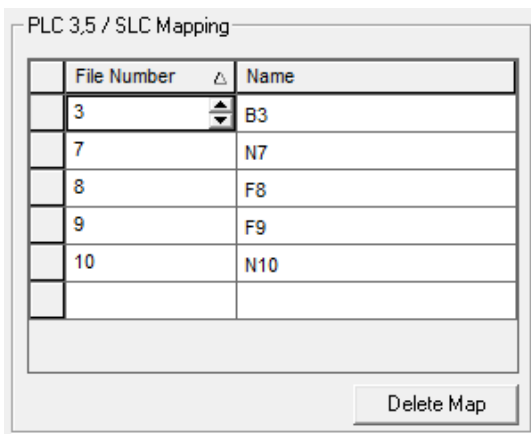 PLC 3,5 / SLC Mapping
File Number Name
3 B3
7 N7
8 F8
9 F9
10 N10
Delete Map